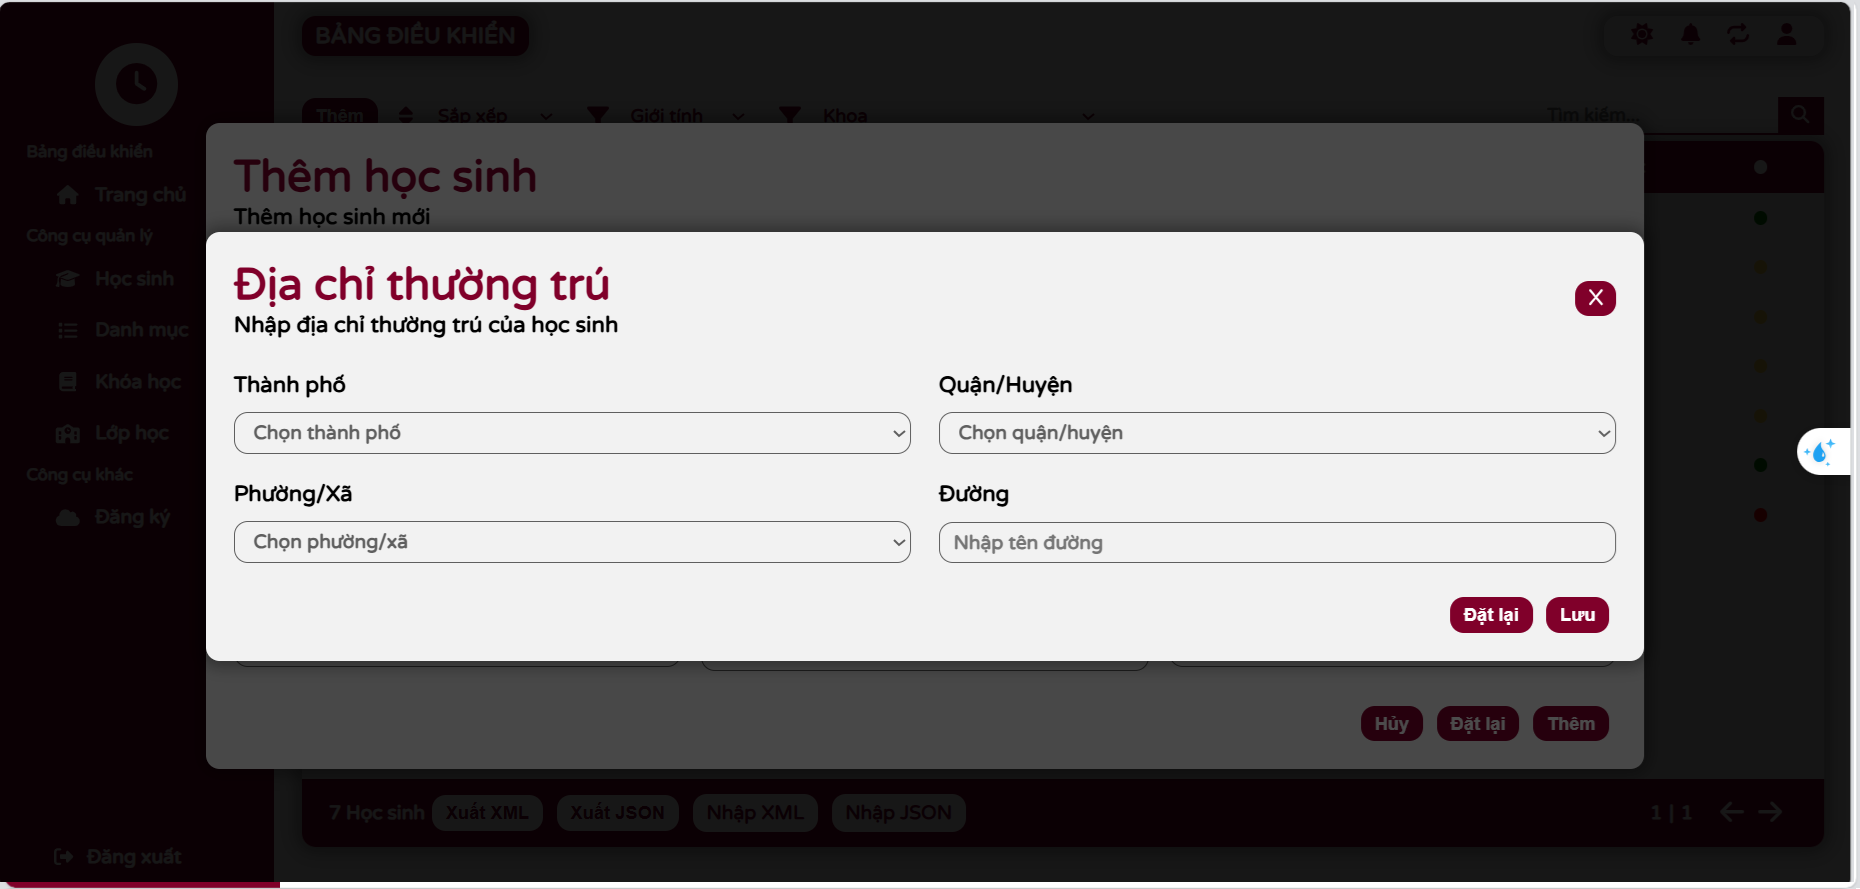 BẢNG ĐIỀU KHIỂN
Bảng điều khiển
Trang chủ
Công cụ quản lý
Học sinh
Danh mục
Khóa học
Lớp học
Công cụ khác
Đăng ký
Đăng xuất
Thêm
Sắp xếp
Giới tính
Khoa
Tìm kiếm...
Thêm học sinh
Thêm học sinh mới
Địa chỉ thường trú
X
Nhập địa chỉ thường trú của học sinh
Thành phố
Quận/Huyện
Chọn thành phố
Chọn quận/huyện
Phường/Xã
Đường
Chọn phường/xã
Nhập tên đường
Đặt lại
Lưu
Hủy
Đặt lại
Thêm
7 Học sinh
Xuất XML
Xuất JSON
Nhập XML
Nhập JSON
1 | 1